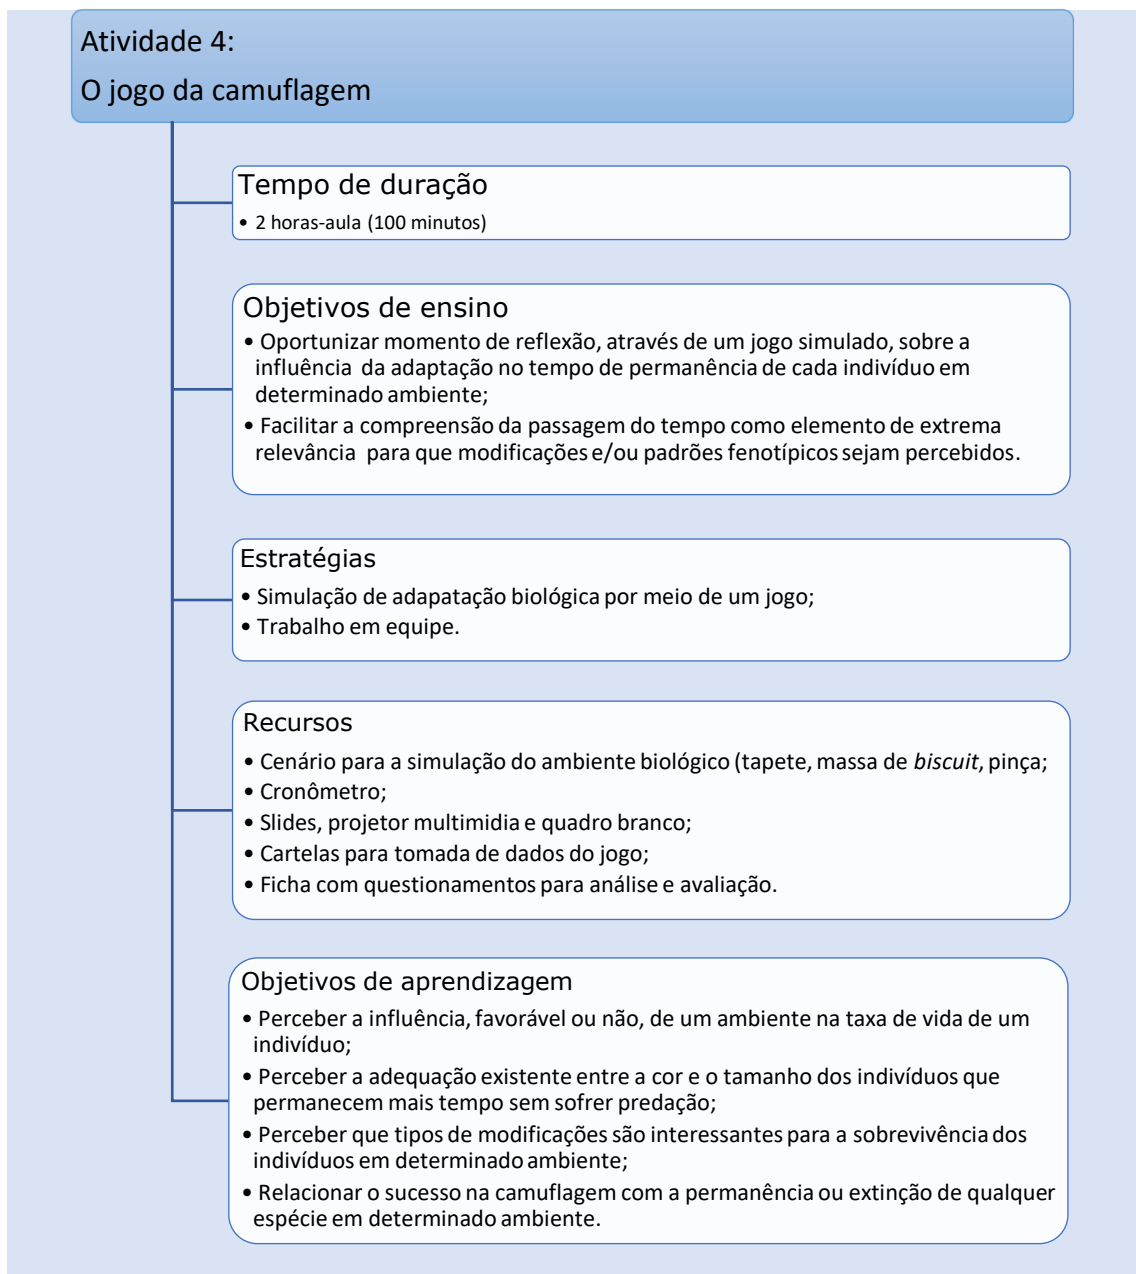 Atividade 4:
O jogo da camuflagem
Tempo de duração
• 2 horas-aula (100 minutos)
Objetivos de ensino
• Oportunizar momento de reflexão, através de um jogo simulado, sobre a
influência da adaptação no tempo de permanência de cada indivíduo em
determinado ambiente;
• Facilitar a compreensão da passagem do tempo como elemento de extrema
relevância para que modificações e/ou padrões fenotípicos sejam percebidos.
Estratégias
• Simulação de adapatação biológica por meio de um jogo;
• Trabalho em equipe.
Recursos
• Cenário para a simulação do ambiente biológico (tapete, massa de biscuit, pinça;
• Cronômetro;
• Slides, projetor multimidia e quadro branco;
• Cartelas para tomada de dados do jogo;
• Ficha com questionamentos para análise e avaliação.
Objetivos de aprendizagem
• Perceber a influência, favorável ou não, de um ambiente na taxa de vida de um
indivíduo;
• Perceber a adequação existente entre a cor e o tamanho dos indivíduos que
permanecem mais tempo sem sofrer predação;
• Perceber que tipos de modificações são interessantes para a sobrevivência dos
indivíduos em determinado ambiente;
• Relacionar o sucesso na camuflagem com a permanência ou extinção de qualquer
espécie em determinado ambiente.